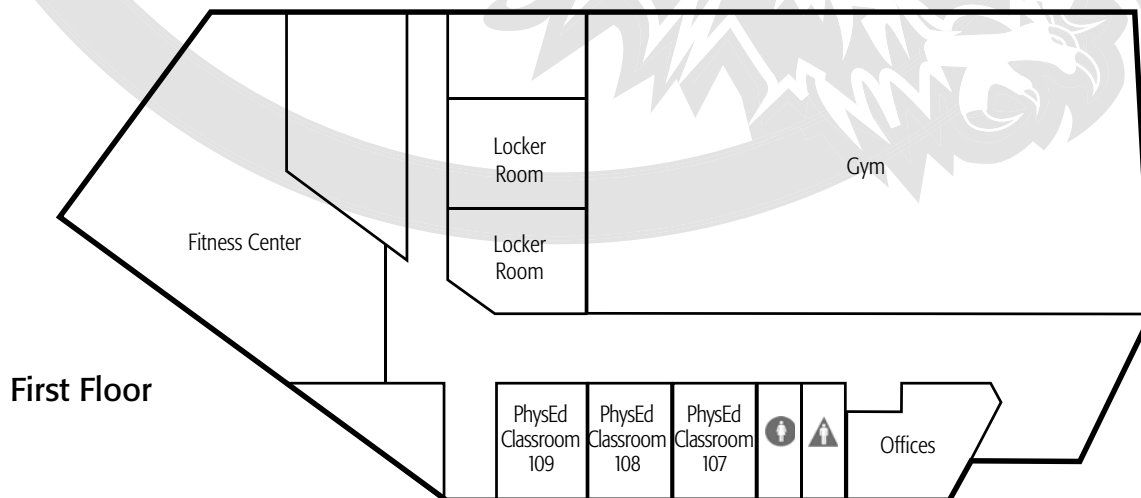 Locker
Room
Gym
Locker
Room
Fitness Center
First Floor
PhysEd
Classroom
109
PhysEd
Classroom
108
PhysEd
Classroom
107
Offices